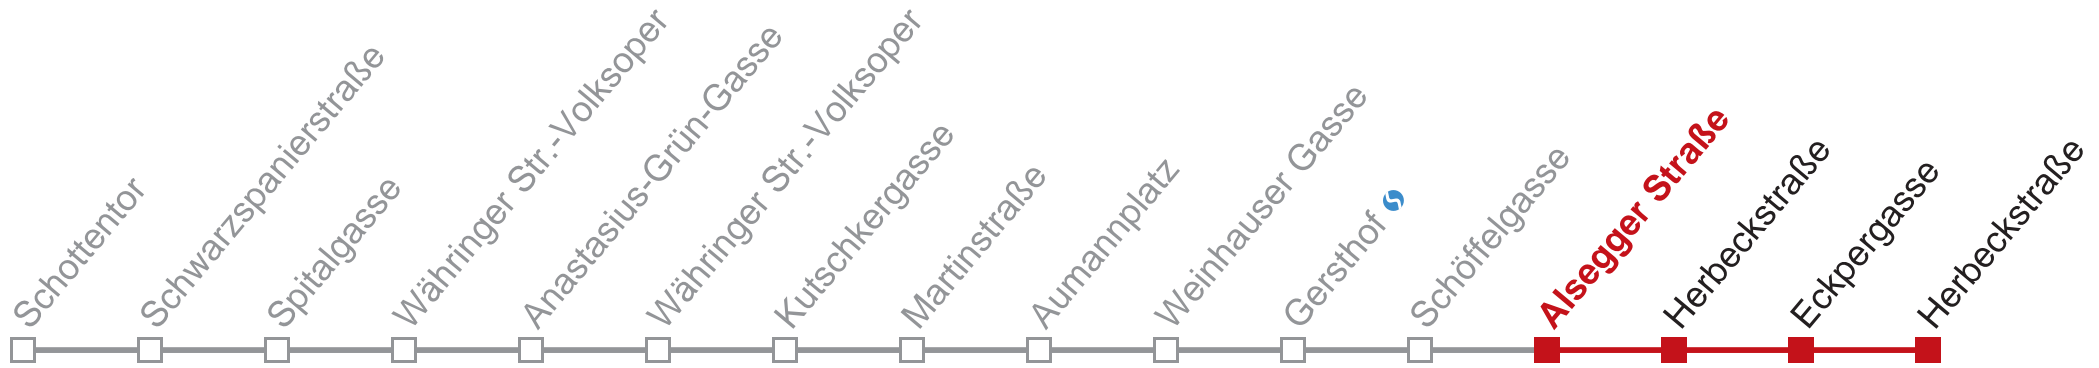 Schottentor
Schwarzspanierstraße
Spitalgasse
Währinger Str.-Volksoper
Anastasius-Grün-Gasse
Währinger Str.-Volksoper
Kutschkergasse
Martinstraße
Aumannplatz
Weinhauser Gasse
Gersthof
Schöffelgasse
Alsegger Straße
Herbeckstraße
Eckpergasse
Herbeckstraße